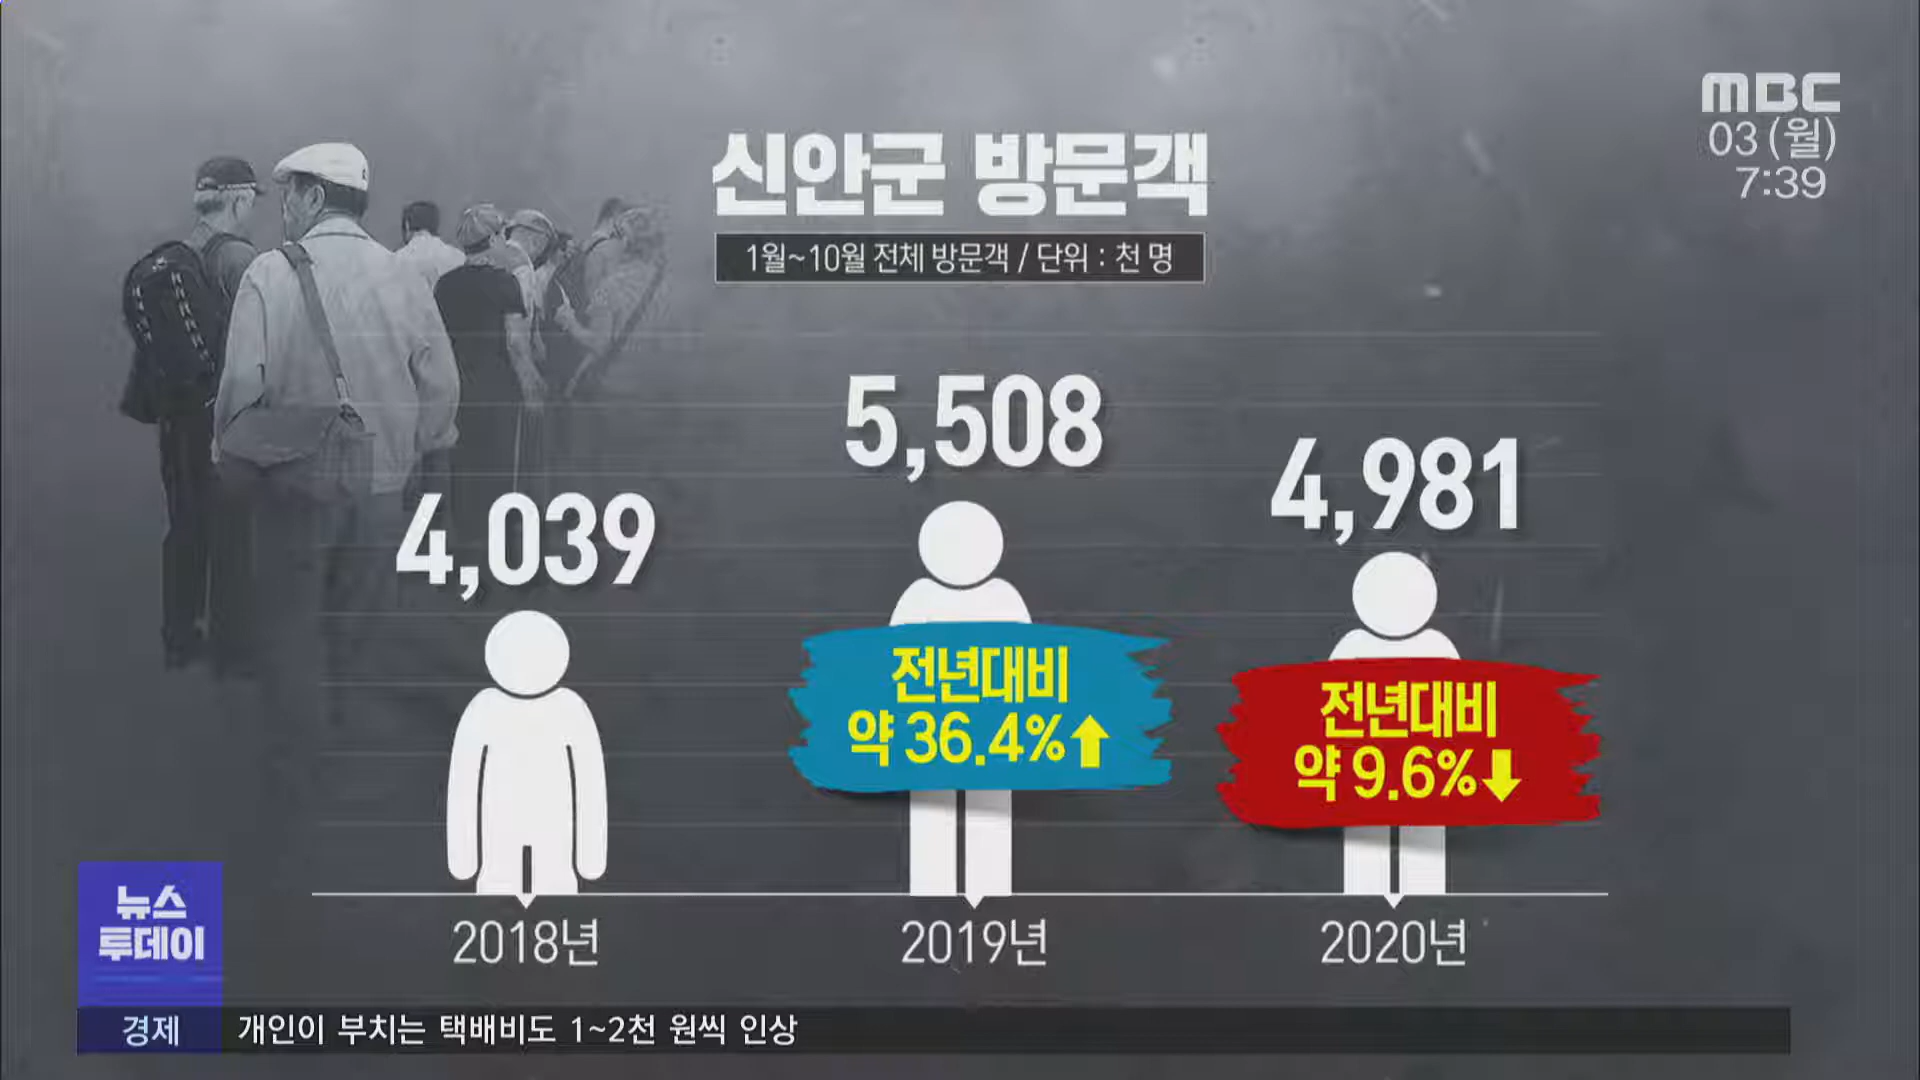 MBC
03 (월)
7:39
신안군 방문객
1월~10월 전체 방문객 / 단위 : 천 명
4,039
5,508
4,981
전년대비
약 36.4%⬆
전년대비
약 9.6%⬇
2018년
2019년
2020년
뉴스
투데이
경제
개인이 부치는 택배비도 1~2천 원씩 인상